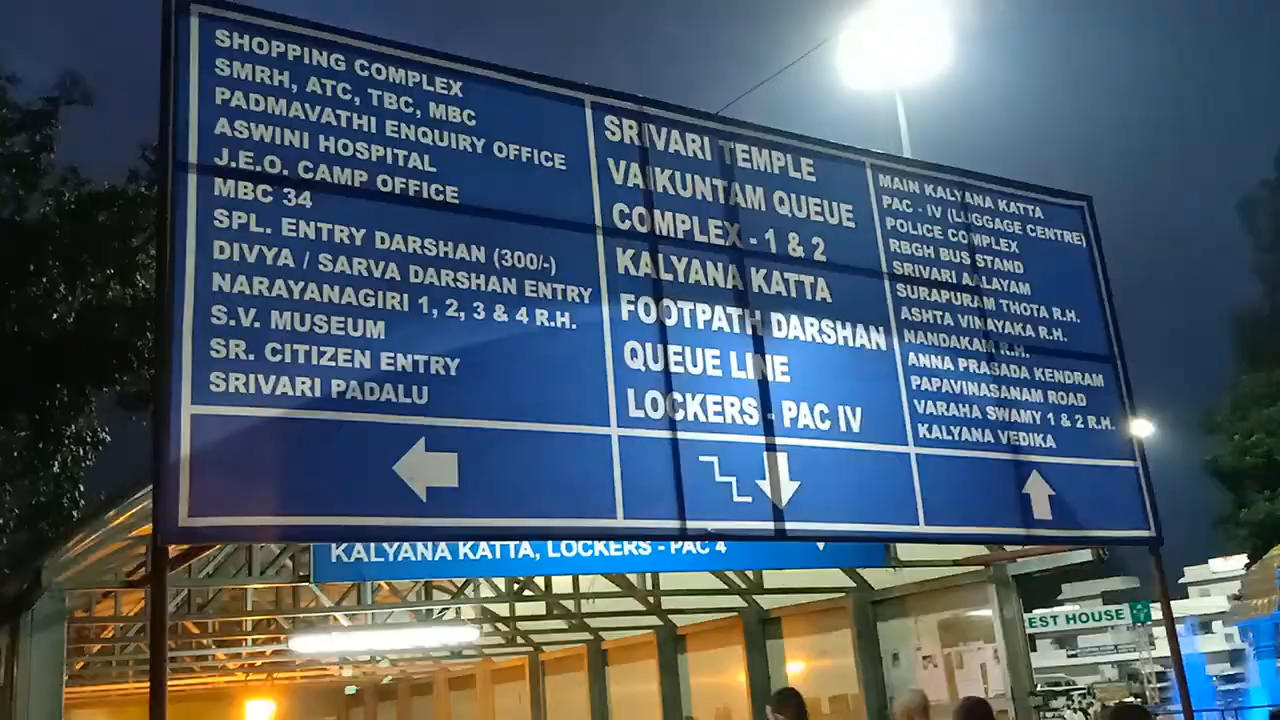 SHOPPING COMPLEX
SMRH, ATC, TBC, MBC
PADMAVATHI ENQUIRY OFFICE
ASWINI HOSPITAL
J.E.O. CAMP OFFICE
MBC 34
SPL. ENTRY DARSHAN (300/-)
DIVYA / SARVA DARSHAN ENTRY
NARAYANAGIRI 1, 2, 3 & 4 R.H.
S.V. MUSEUM
SR. CITIZEN ENTRY
SRIVARI PADALU
SRIVARI TEMPLE
VAIKUNTAM QUEUE
COMPLEX - 1 & 2
KALYANA KATTA
FOOTPATH DARSHAN
QUEUE LINE
LOCKERS - PAC IV
MAIN KALYANA KATTA
PAC - IV (LUGGAGE CENTRE)
POLICE COMPLEX
RBGH BUS STAND
SRIVARI AALAYAM
SURAPURAM THOTA R.H.
ASHTA VINAYAKA R.H.
NANDAKAM R.H.
ANNA PRASADA KENDRAM
PAPAVINASANAM ROAD
VARAHA SWAMY 1 & 2 R.H.
KALYANA VEDIKA
KALYANA KATTA, LOCKERS - PAC 4
EST HOUSE